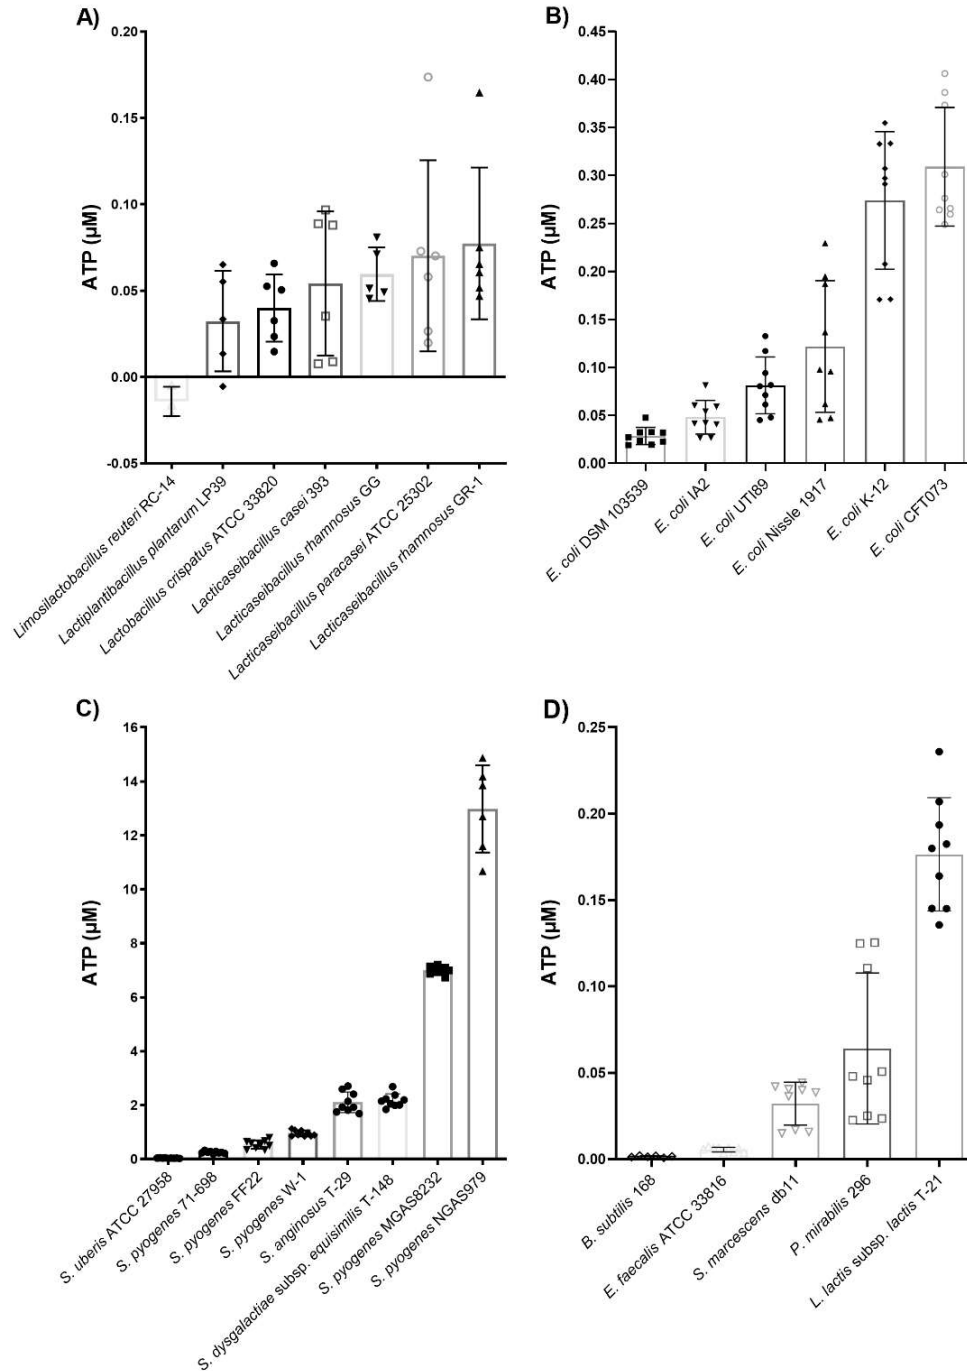 A)
0.20
0.15
0.10
0.05
0.00
-0.05
ATP (µM)
Limosilactobacillus reuteri RC-14
Lactiplantibacillus plantarum LP39
Lactobacillus crispatus ATCC 33820
Lacticaseibacillus casei 393
Lacticaseibacillus rhamnosus GG
Lacticaseibacillus paracasei ATCC 25302
Lacticaseibacillus rhamnosus GR-1
B)
0.45
0.40
0.35
0.30
0.25
0.20
0.15
0.10
0.05
0.00
ATP (µM)
E. coli DSM 103539
E. coli IA2
E. coli UTI89
E. coli Nissle 1917
E. coli K-12
E. coli CFT073
C)
16
14
12
10
8
6
4
2
0
ATP (µM)
S. uberis ATCC 27958
S. pyogenes 71-698
S. pyogenes FF22
S. pyogenes W-1
S. anginosus T-29
S. dysgalactiae subsp. equisimilis T-148
S. pyogenes MGAS8232
S. pyogenes NGAS979
D)
0.25
0.20
0.15
0.10
0.05
0.00
ATP (µM)
B. subtilis 168
E. faecalis ATCC 33816
S. marcescens db11
P. mirabilis 296
L. lactis subsp. lactis T-21